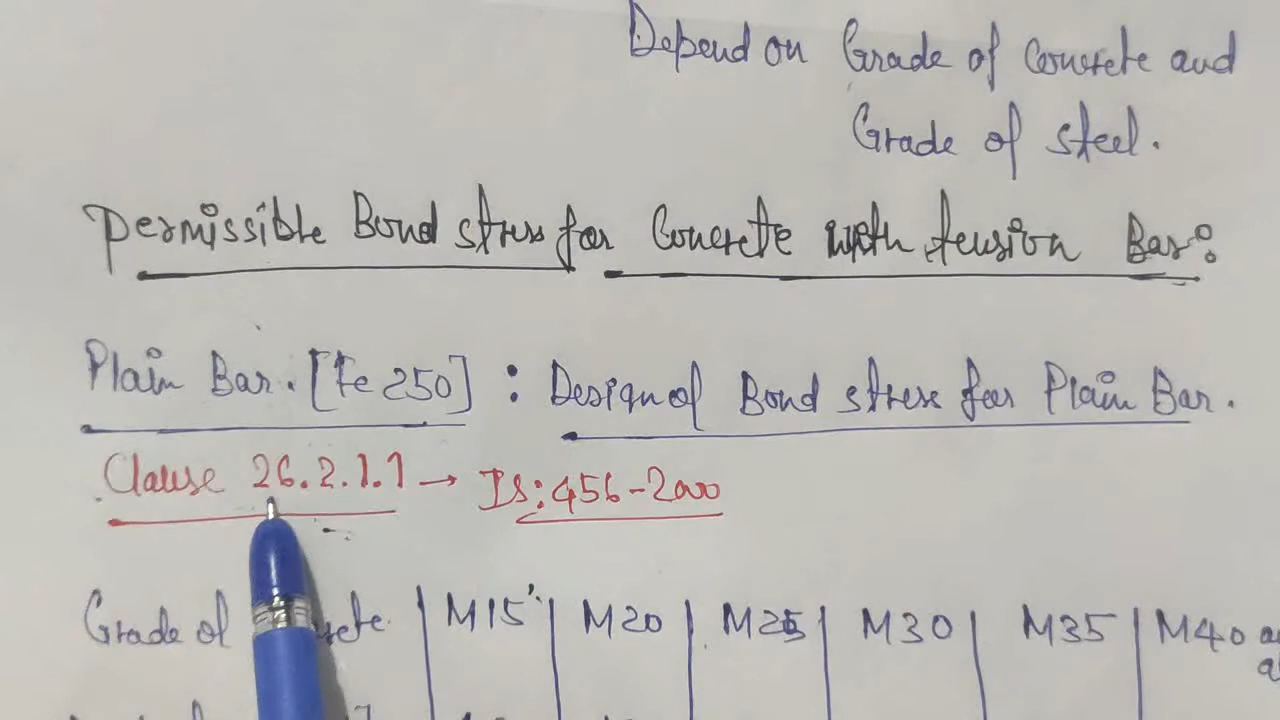 Depend on Grade of Concrete and
Grade of steel.
Permissible Bond stress for Concrete with tension Bar:
Plain Bar. [Fe 250] : Design of Bond stress for Plain Bar.
Clause 26.2.1.1 → IS:456-2000
Grade of | M15 | M20 | M25 | M30 | M35 | M40